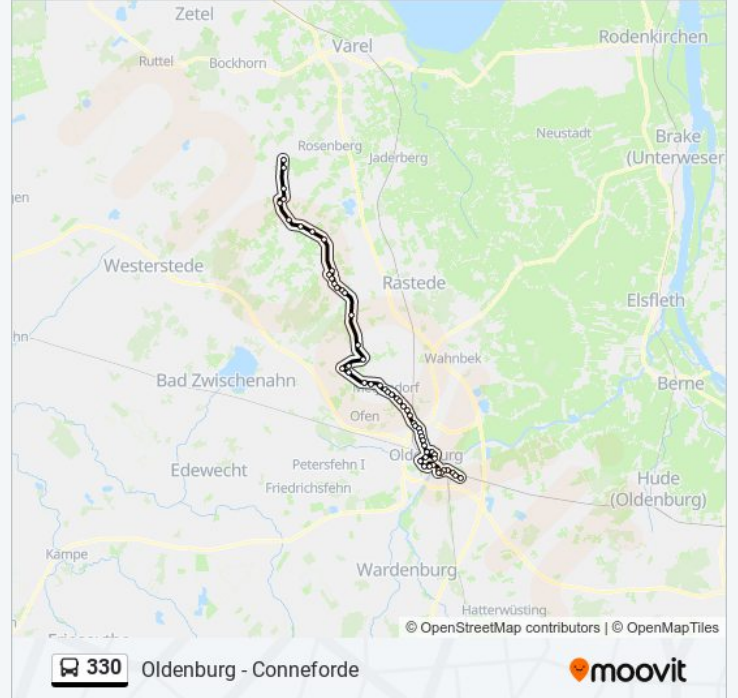 Zetel
Varel
Rodenkirchen
Ruttel
Bockhorn
Neustadt
Brake
(Unterweser
Rosenberg
Jaderberg
Westerstede
Rastede
Elsfleth
Wahnbek
Bad Zwischenahn
Berne
Ofen
Edewecht
Petersfehn I
Friedrichsfehn
Hude
(Oldenburg)
Kampe
Wardenburg
Hatterwüsting
© OpenStreetMap contributors | © OpenMapTiles
330 Oldenburg - Conneforde
moovit